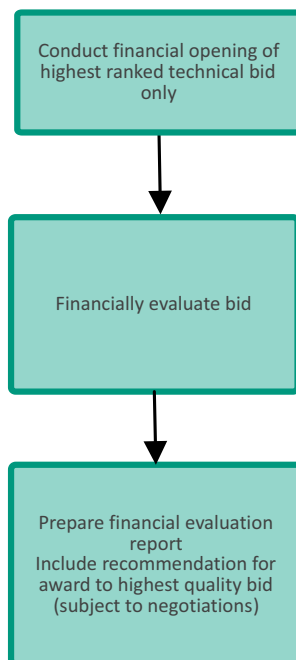 Conduct financial opening of
highest ranked technical bid
only
Financially evaluate bid
Prepare financial evaluation
report
Include recommendation for
award to highest quality bid
(subject to negotiations)